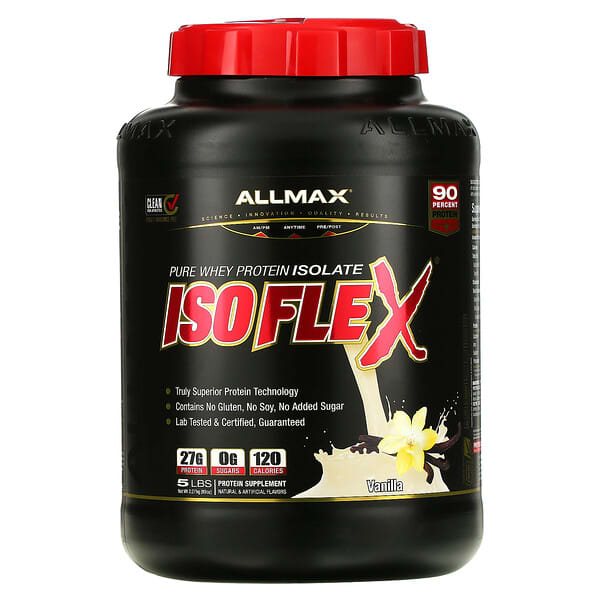 ALLMAX
ALLMAX
CLEAN
ALLMAX®
SCIENCE • INNOVATION • QUALITY • RESULTS
AM/PM ANYTIME PRE/POST
90
PERCENT
PROTEIN
PURE WHEY PROTEIN ISOLATE
ISOFLEX®
• Truly Superior Protein Technology
• Contains No Gluten, No Soy, No Added Sugar
• Lab Tested & Certified, Guaranteed
27G PROTEIN
0G SUGARS
120 CALORIES
5 LBS PROTEIN SUPPLEMENT
NATURAL & ARTIFICIAL FLAVORS
Vanilla